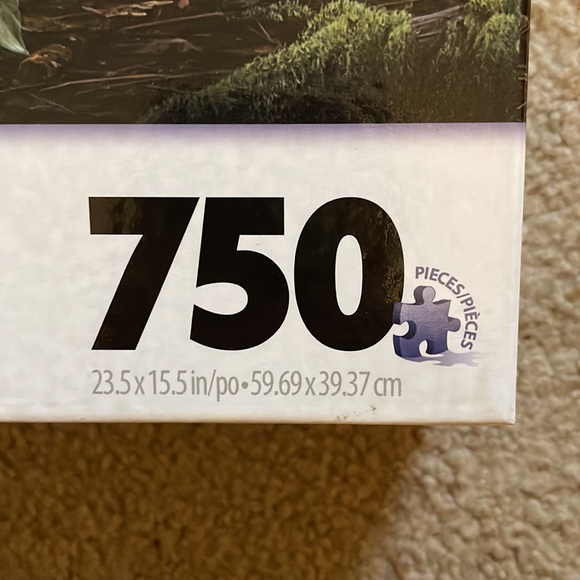 750
PIECES/PIÈCES
23.5 x 15.5 in/po • 59.69 x 39.37 cm